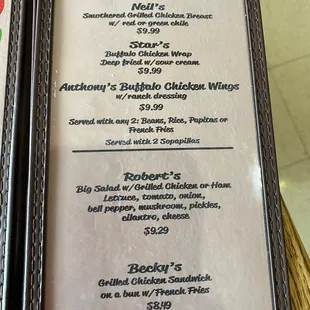 Neil's
Smothered Grilled Chicken Breast
w/ red or green chile
$9.99
Star's
Buffalo Chicken Wrap
Deep fried w/sour cream
$9.99
Anthony's Buffalo Chicken Wings
w/ranch dressing
$9.99
Served with any 2: Beans, Rice, Papitas or
French Fries
Served with 2 Sopapillas
Robert's
Big Salad w/Grilled Chicken or Ham
Lettuce, tomato, onion,
bell pepper, mushroom, pickles,
cilantro, cheese
$9.29
Becky's
Grilled Chicken Sandwich
on a bun w/French Fries
$8.49